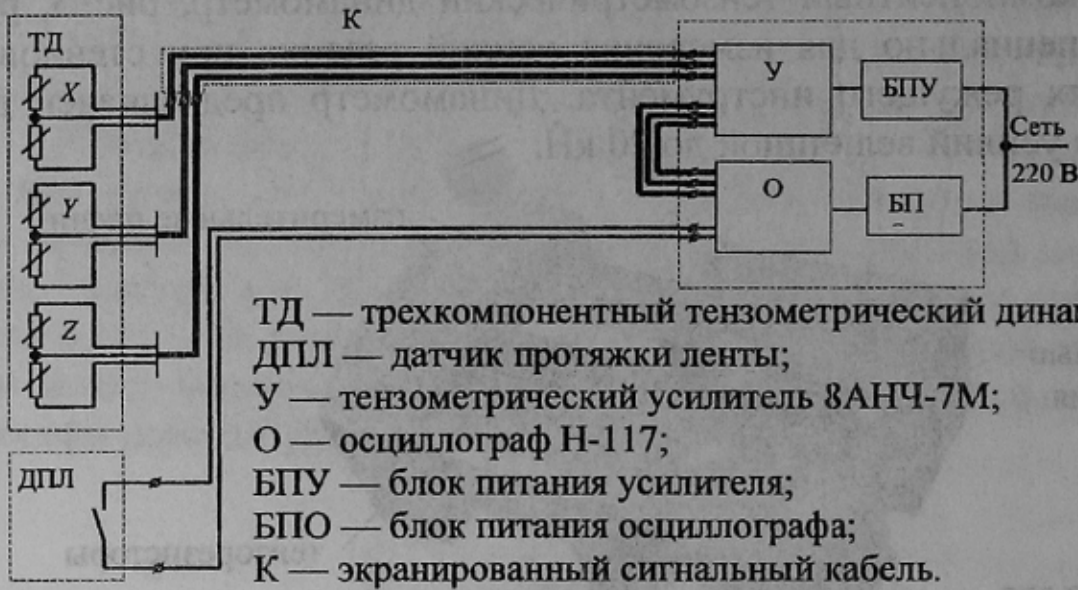 К
ТД
X
Y
Z
ДПЛ
У
БПУ
О
БП
Сеть
220 В
ТД — трехкомпонентный тензометрический дина
ДПЛ — датчик протяжки ленты;
У — тензометрический усилитель 8АНЧ-7М;
О — осциллограф Н-117;
БПУ — блок питания усилителя;
БПО — блок питания осциллографа;
К — экранированный сигнальный кабель.